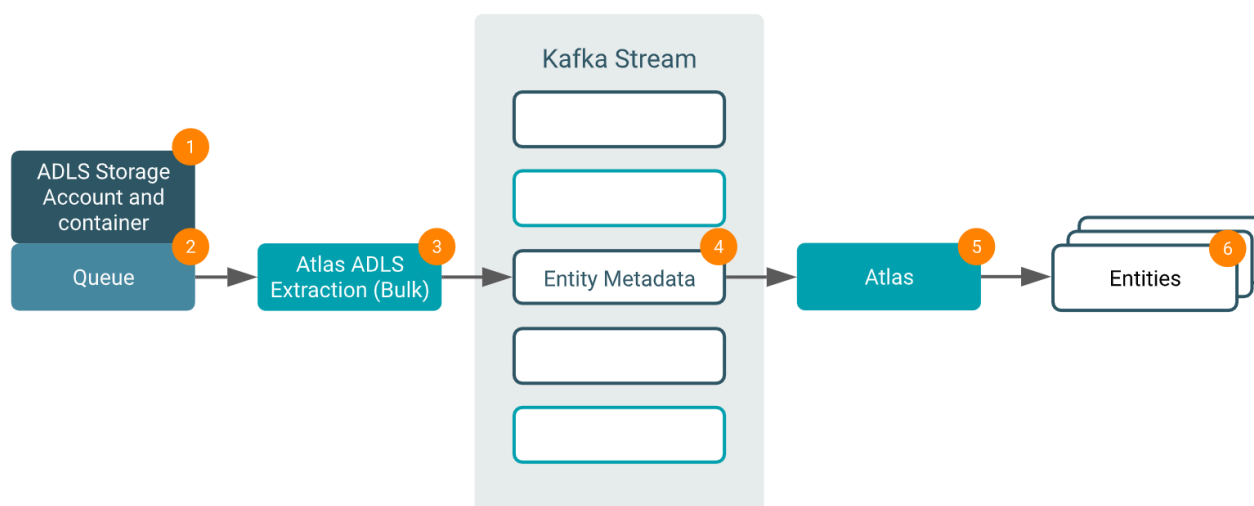 Kafka Stream
1
ADLS Storage
Account and
container
2
Queue
3
Atlas ADLS
Extraction (Bulk)
4
Entity Metadata
5
Atlas
6
Entities